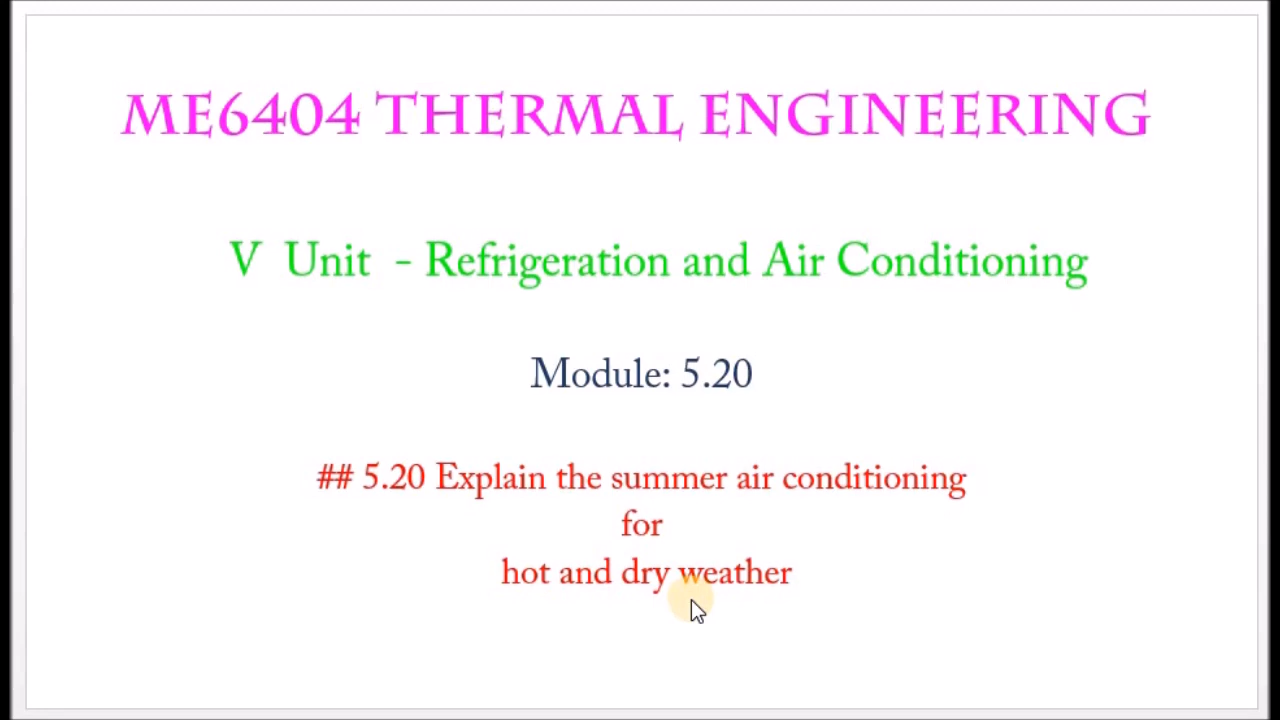 ME6404 THERMAL ENGINEERING
V Unit - Refrigeration and Air Conditioning
Module: 5.20
## 5.20 Explain the summer air conditioning
for
hot and dry weather